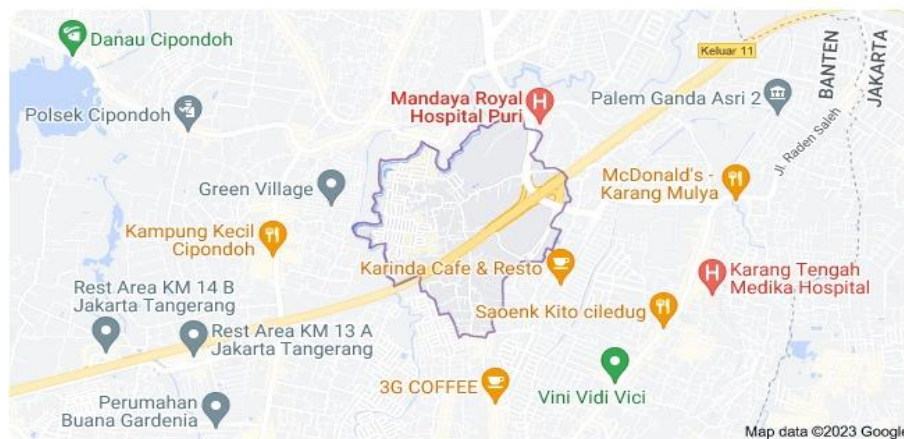 Danau Cipondoh
Keluar 11
BANTEN
JAKARTA
Polsek Cipondoh
Mandaya Royal
Hospital Puri
Palem Ganda Asri 2
Jl. Raden Saleh
Green Village
McDonald's -
Karang Mulya
Kampung Kecil
Cipondoh
Karinda Cafe & Resto
Karang Tengah
Medika Hospital
Rest Area KM 14 B
Jakarta Tangerang
Saoenk Kito ciledug
Rest Area KM 13 A
Jakarta Tangerang
3G COFFEE
Vini Vidi Vici
Perumahan
Buana Gardenia
Map data ©2023 Google